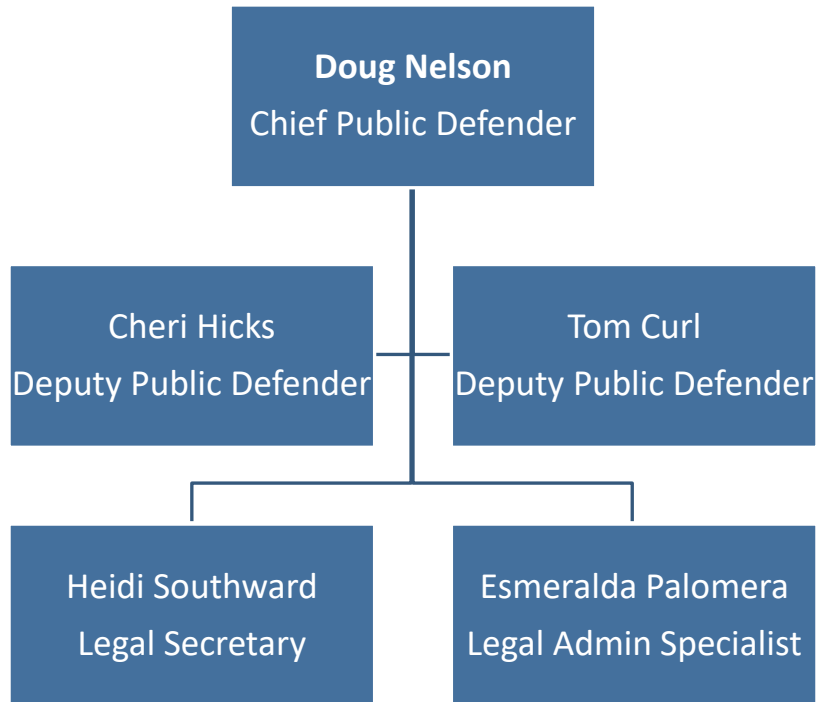 Doug Nelson
Chief Public Defender
Cheri Hicks
Deputy Public Defender
Tom Curl
Deputy Public Defender
Heidi Southward
Legal Secretary
Esmeralda Palomera
Legal Admin Specialist